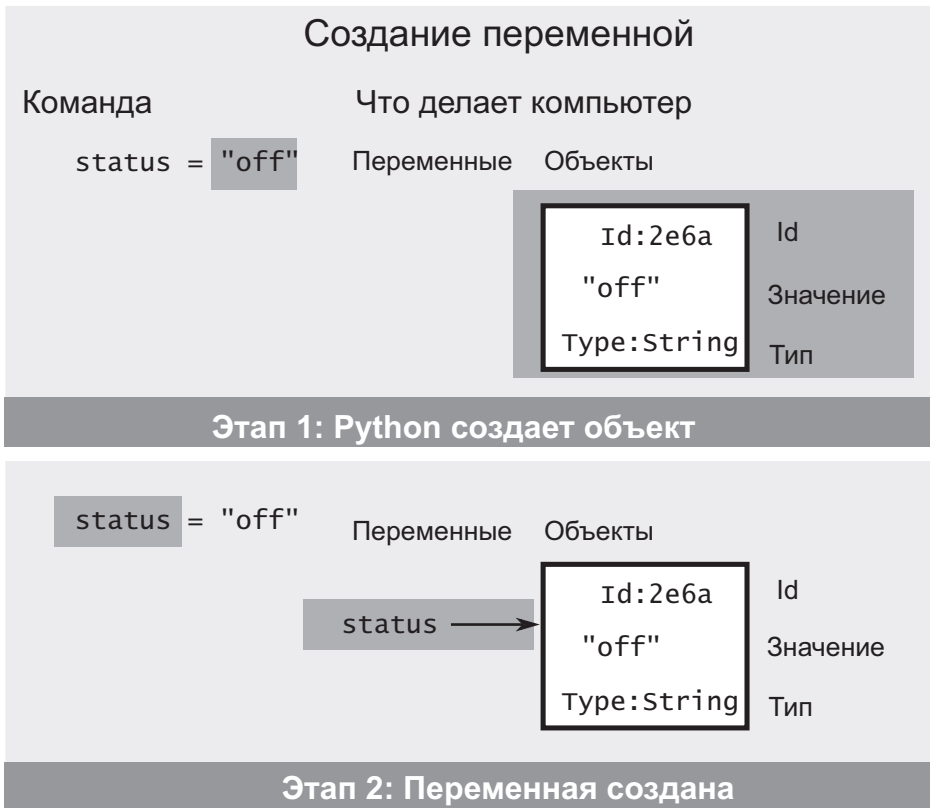 Создание переменной
Команда Что делает компьютер
status = "off" Переменные Объекты
Id:2e6a Id
"off" Значение
Type:String Тип
Этап 1: Python создает объект
status = "off" Переменные Объекты
Id:2e6a Id
status "off" Значение
Type:String Тип
Этап 2: Переменная создана